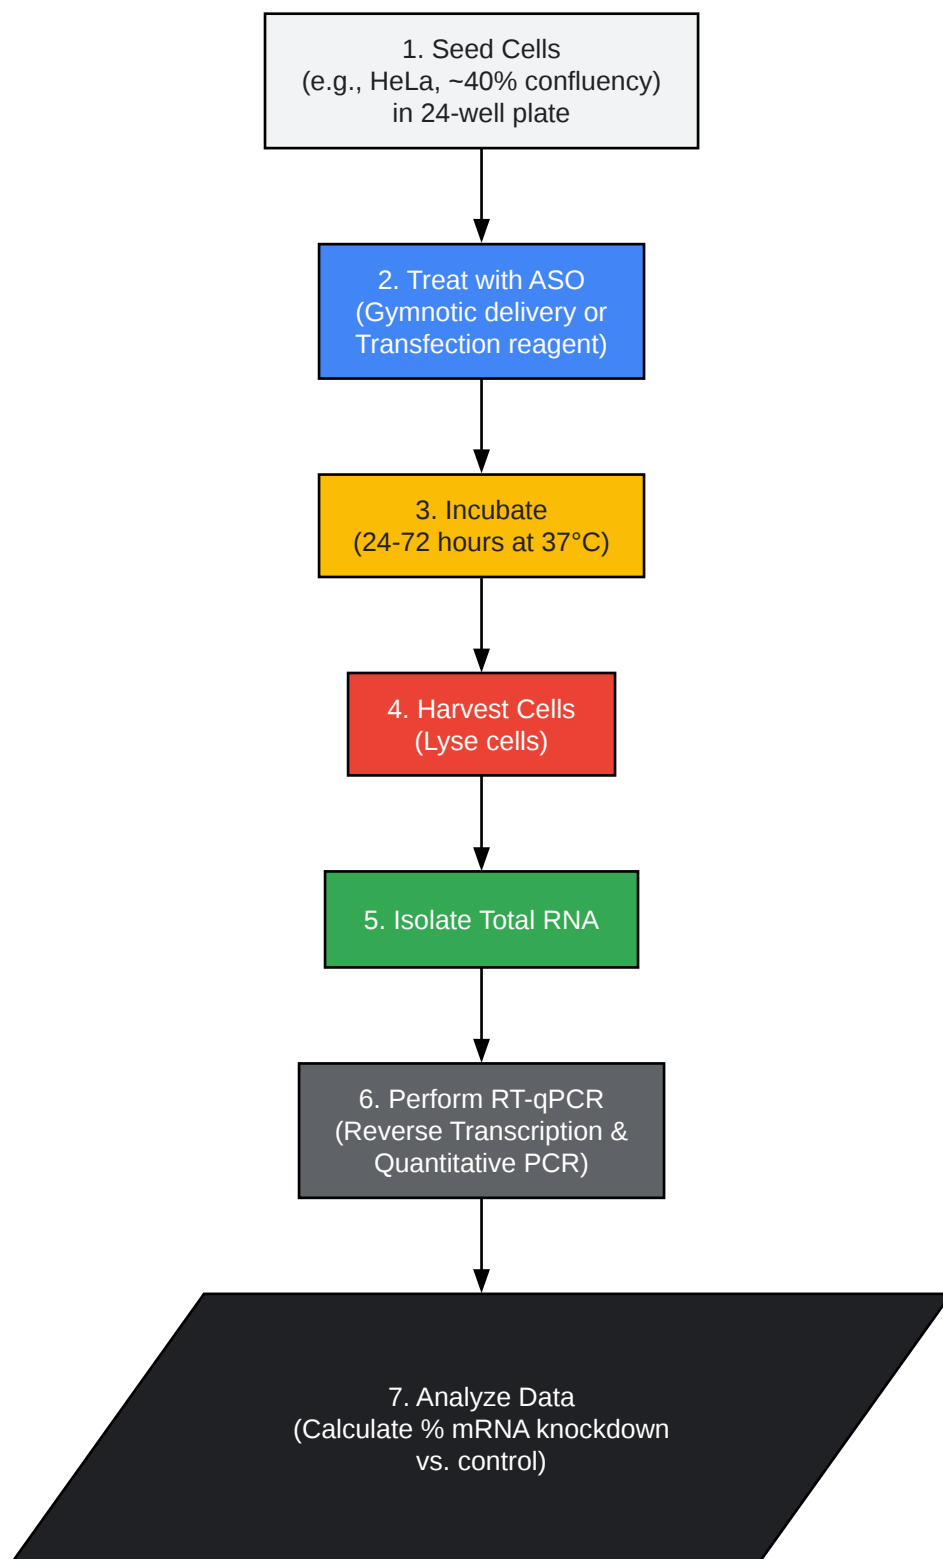 1. Seed Cells
(e.g., HeLa, ~40% confluency)
in 24-well plate
2. Treat with ASO
(Gymnotic delivery or
Transfection reagent)
3. Incubate
(24-72 hours at 37°C)
4. Harvest Cells
(Lyse cells)
5. Isolate Total RNA
6. Perform RT-qPCR
(Reverse Transcription &
Quantitative PCR)
7. Analyze Data
(Calculate % mRNA knockdown
vs. control)